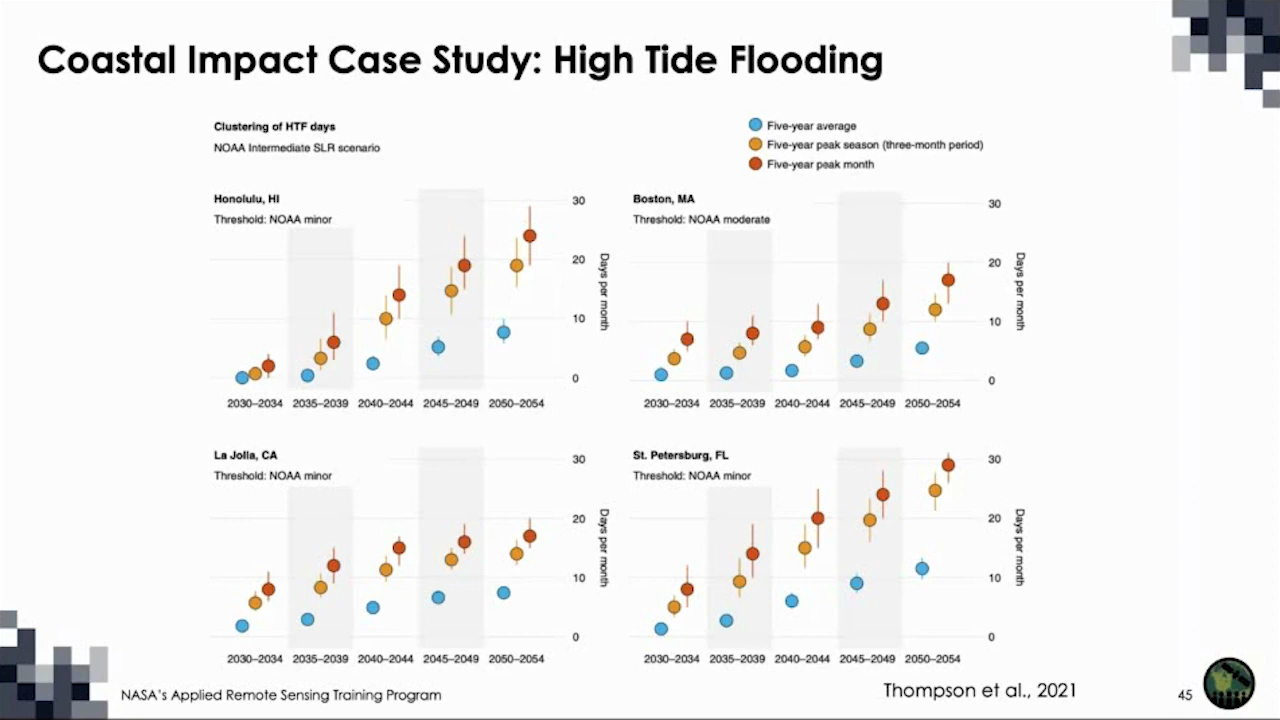 Coastal Impact Case Study: High Tide Flooding
Clustering of HTF days
NOAA Intermediate SLR scenario
Five-year average
Five-year peak season (three-month period)
Five-year peak month
Honolulu, HI
Threshold: NOAA minor
30
20
10
0
Days per month
2030–2034 2035–2039 2040–2044 2045–2049 2050–2054
Boston, MA
Threshold: NOAA moderate
30
20
10
0
Days per month
2030–2034 2035–2039 2040–2044 2045–2049 2050–2054
La Jolla, CA
Threshold: NOAA minor
30
20
10
0
Days per month
2030–2034 2035–2039 2040–2044 2045–2049 2050–2054
St. Petersburg, FL
Threshold: NOAA minor
30
20
10
0
Days per month
2030–2034 2035–2039 2040–2044 2045–2049 2050–2054
NASA's Applied Remote Sensing Training Program
Thompson et al., 2021
45